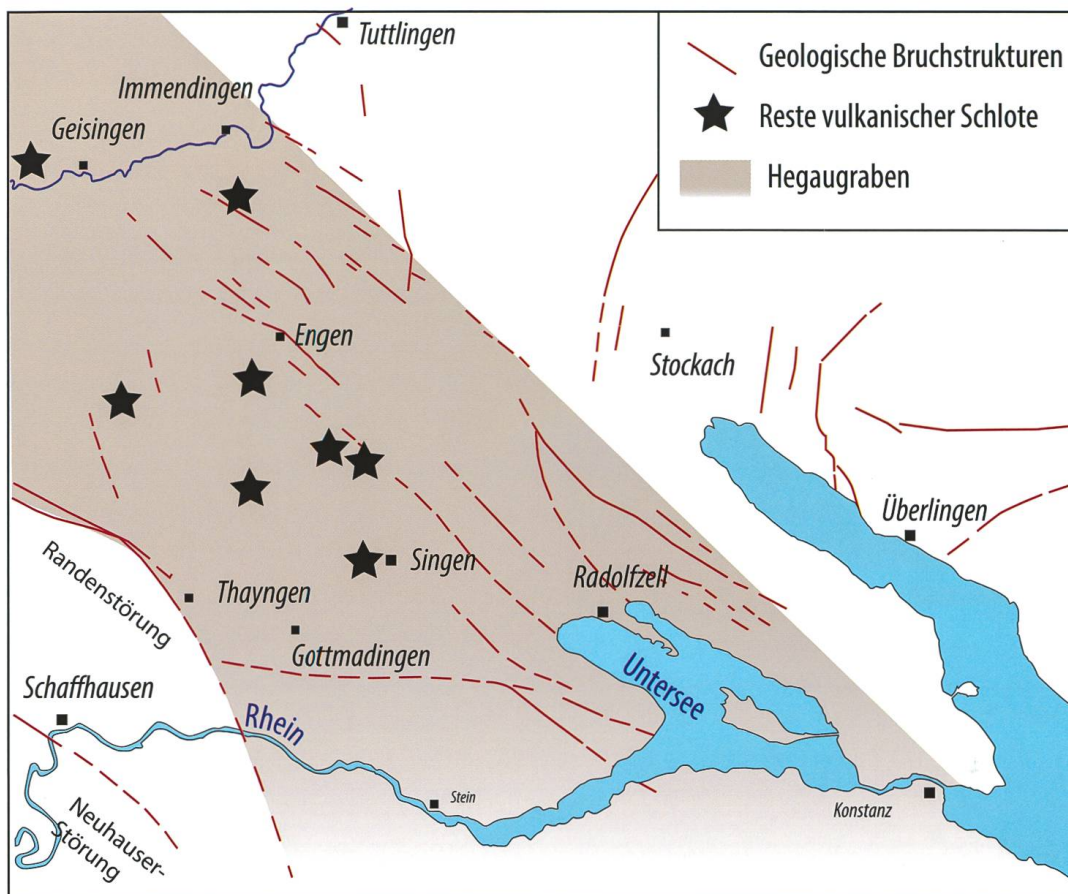 Tuttlingen
Immendingen
Geisingen
Geologische Bruchstrukturen
Reste vulkanischer Schlote
Hegaugraben
Engen
Stockach
Überlingen
Singen
Radolfzell
Randenstörung
Thayngen
Gottmadingen
Untersee
Schaffhausen
Rhein
Stein
Konstanz
Neuhauser-
Störung